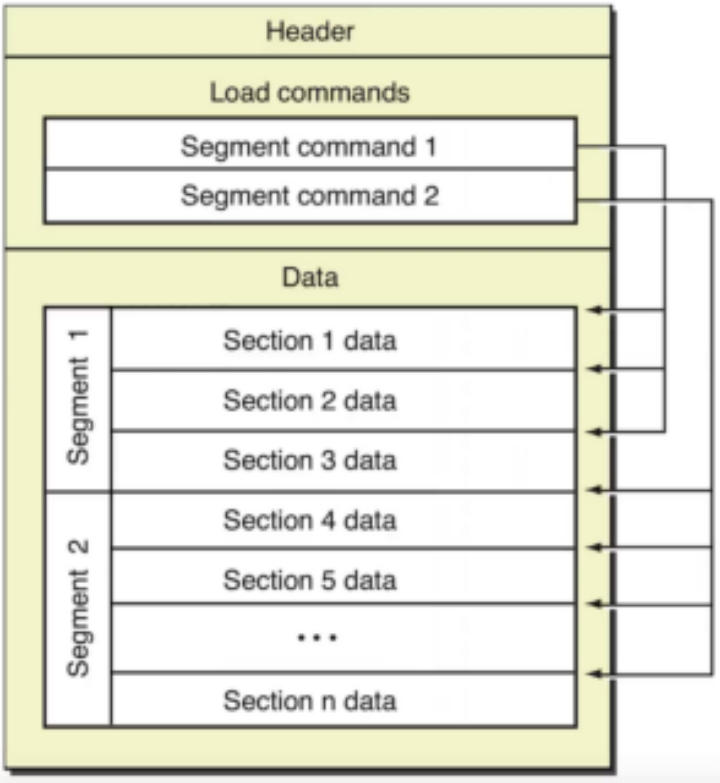 Header
Load commands
Segment command 1
Segment command 2
Data
Segment 1
Section 1 data
Section 2 data
Section 3 data
Segment 2
Section 4 data
Section 5 data
...
Section n data